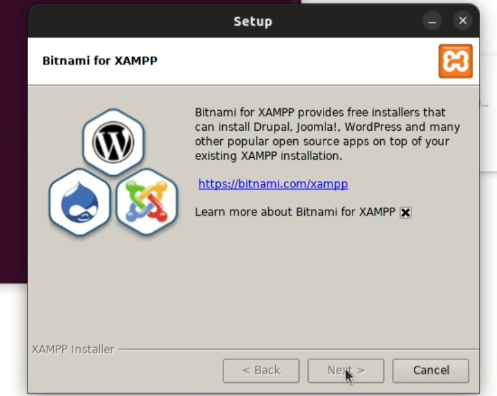 Setup
Bitnami for XAMPP
Bitnami for XAMPP provides free installers that
can install Drupal, Joomla!, WordPress and many
other popular open source apps on top of your
existing XAMPP installation.
https://bitnami.com/xampp
Learn more about Bitnami for XAMPP
XAMPP Installer
< Back
Next >
Cancel